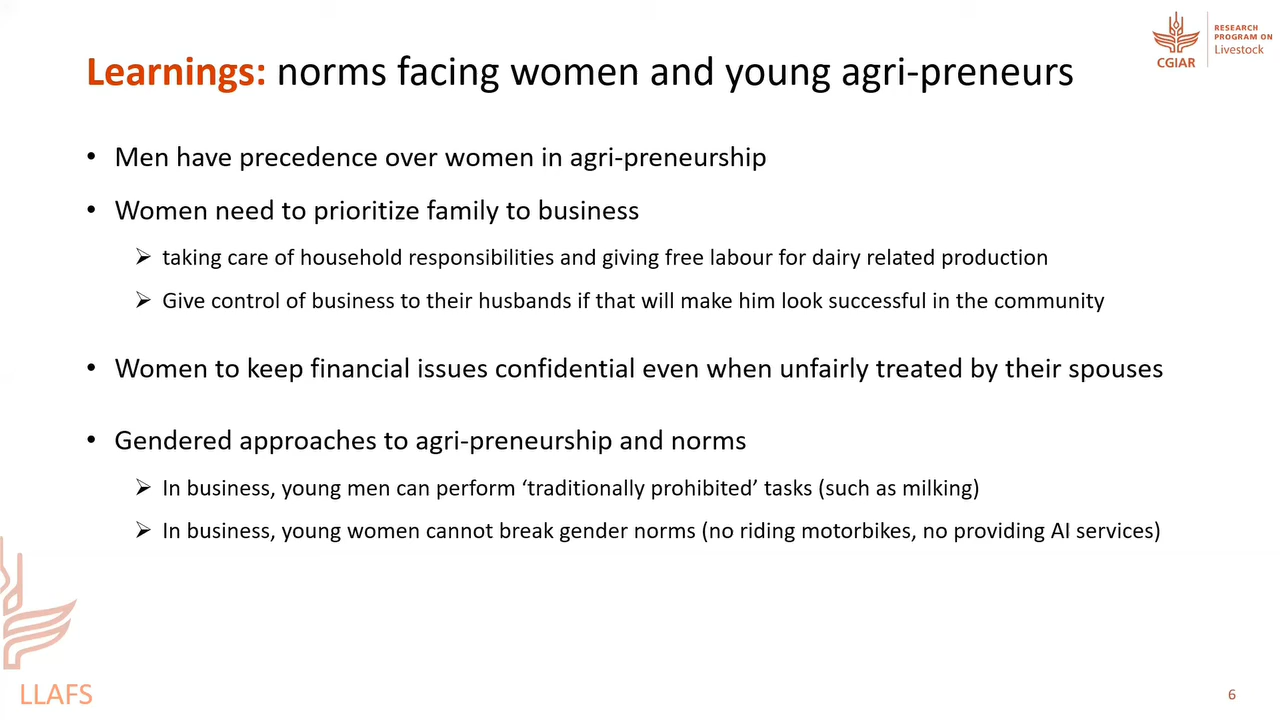 RESEARCH
PROGRAM ON
Livestock
CGIAR
Learnings: norms facing women and young agri-preneurs
• Men have precedence over women in agri-preneurship
• Women need to prioritize family to business
➢ taking care of household responsibilities and giving free labour for dairy related production
➢ Give control of business to their husbands if that will make him look successful in the community
• Women to keep financial issues confidential even when unfairly treated by their spouses
• Gendered approaches to agri-preneurship and norms
➢ In business, young men can perform ‘traditionally prohibited’ tasks (such as milking)
➢ In business, young women cannot break gender norms (no riding motorbikes, no providing AI services)
LLAFS
6